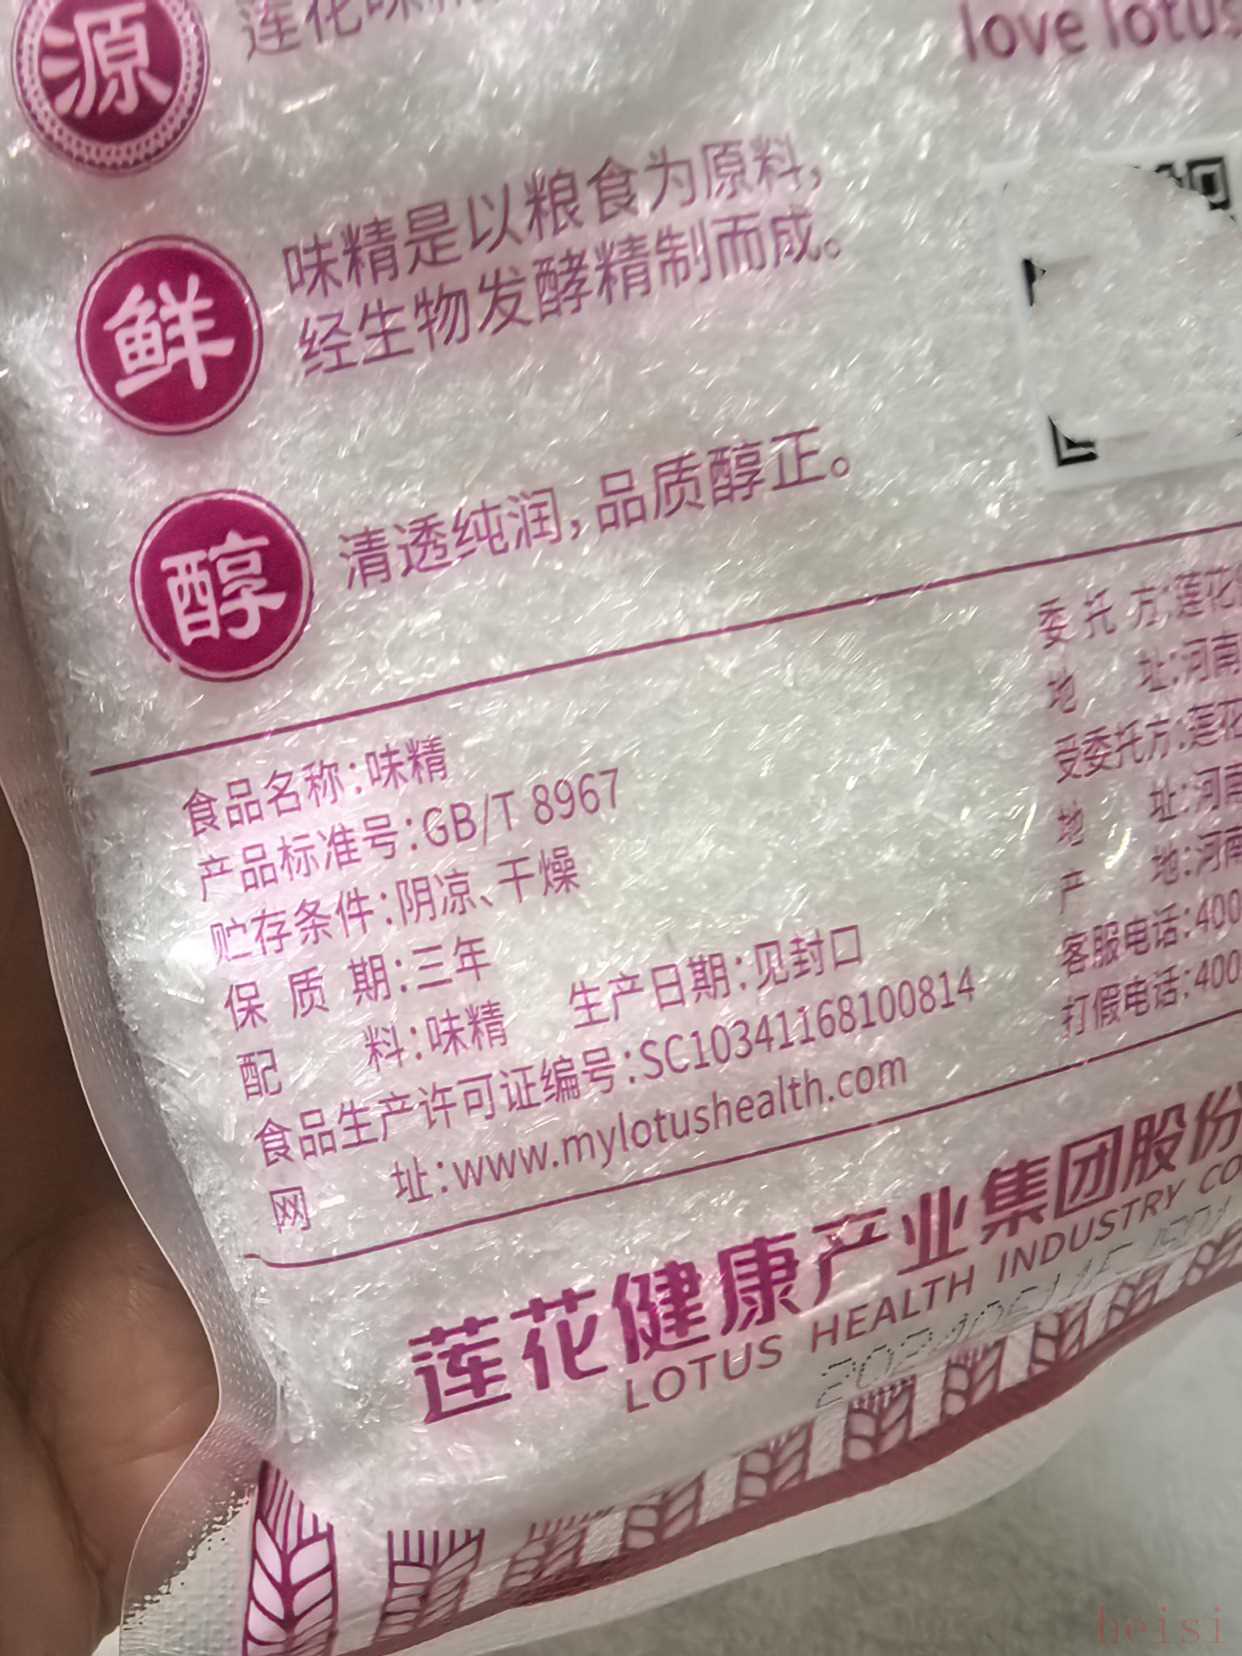 源
莲花味精
love lotus
鲜
味精是以粮食为原料，
经生物发酵精制而成。
醇
清透纯润，品质醇正。
食品名称：味精
产品标准号：GB/T 8967
贮存条件：阴凉、干燥
保质期：三年
配料：味精 生产日期：见封口
食品生产许可证编号：SC10341168100814
网址：www.mylotushealth.com
委托方：莲花
地址：河南
受委托方：莲花
地址：河南
产地：河南
客服电话：400
打假电话：400
莲花健康产业集团股份
LOTUS HEALTH INDUSTRY CO
heisi